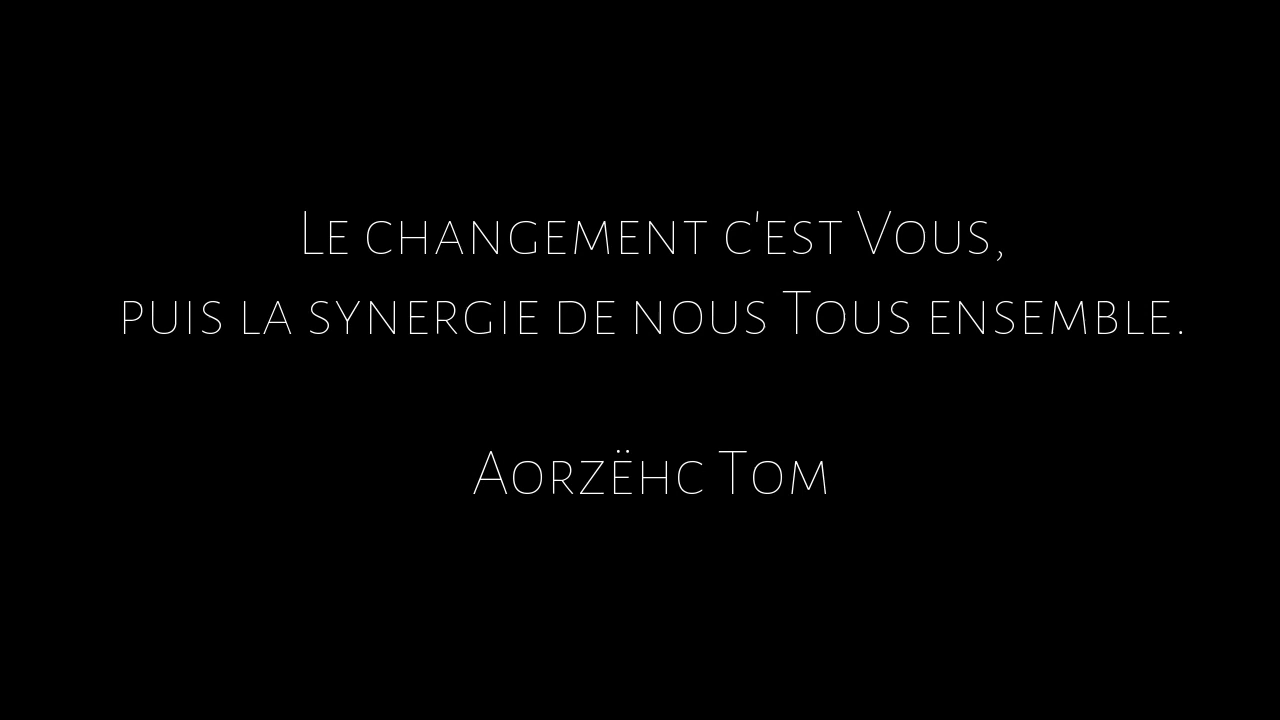 Le changement c'est Vous,
puis la synergie de nous Tous ensemble.
Aorzëhc Tom